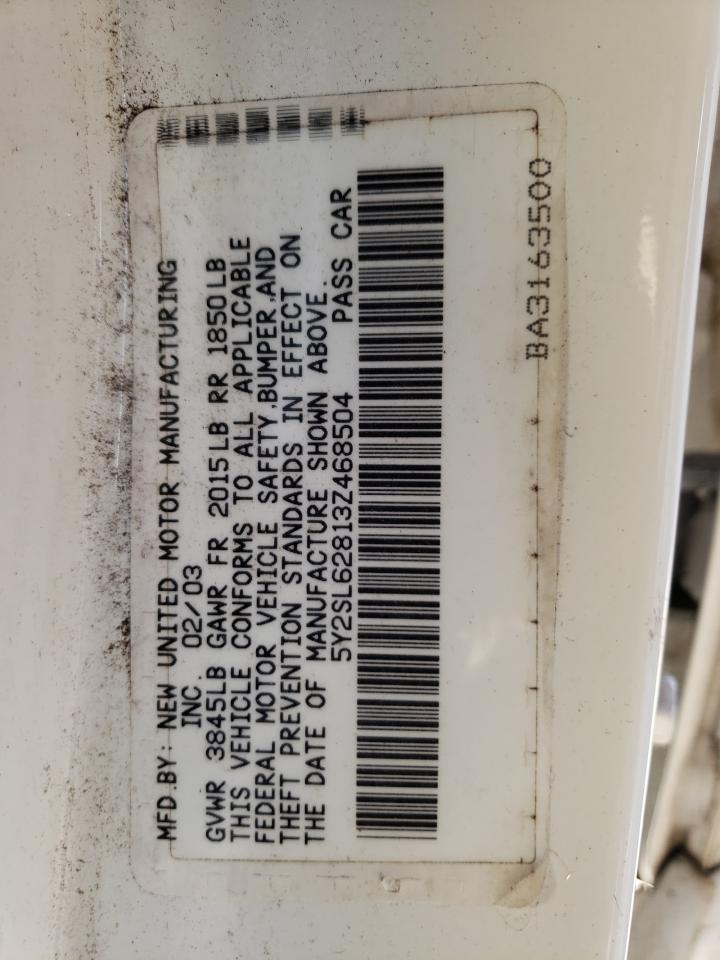 MFD.BY: NEW UNITED MOTOR MANUFACTURING
INC. 02/03
GVWR 3845LB GAWR FR 2015LB RR 1850LB
THIS VEHICLE CONFORMS TO ALL APPLICABLE
FEDERAL MOTOR VEHICLE SAFETY,BUMPER,AND
THEFT PREVENTION STANDARDS IN EFFECT ON
THE DATE OF MANUFACTURE SHOWN ABOVE.
5Y2SL62813Z468504 PASS CAR
BA3163500